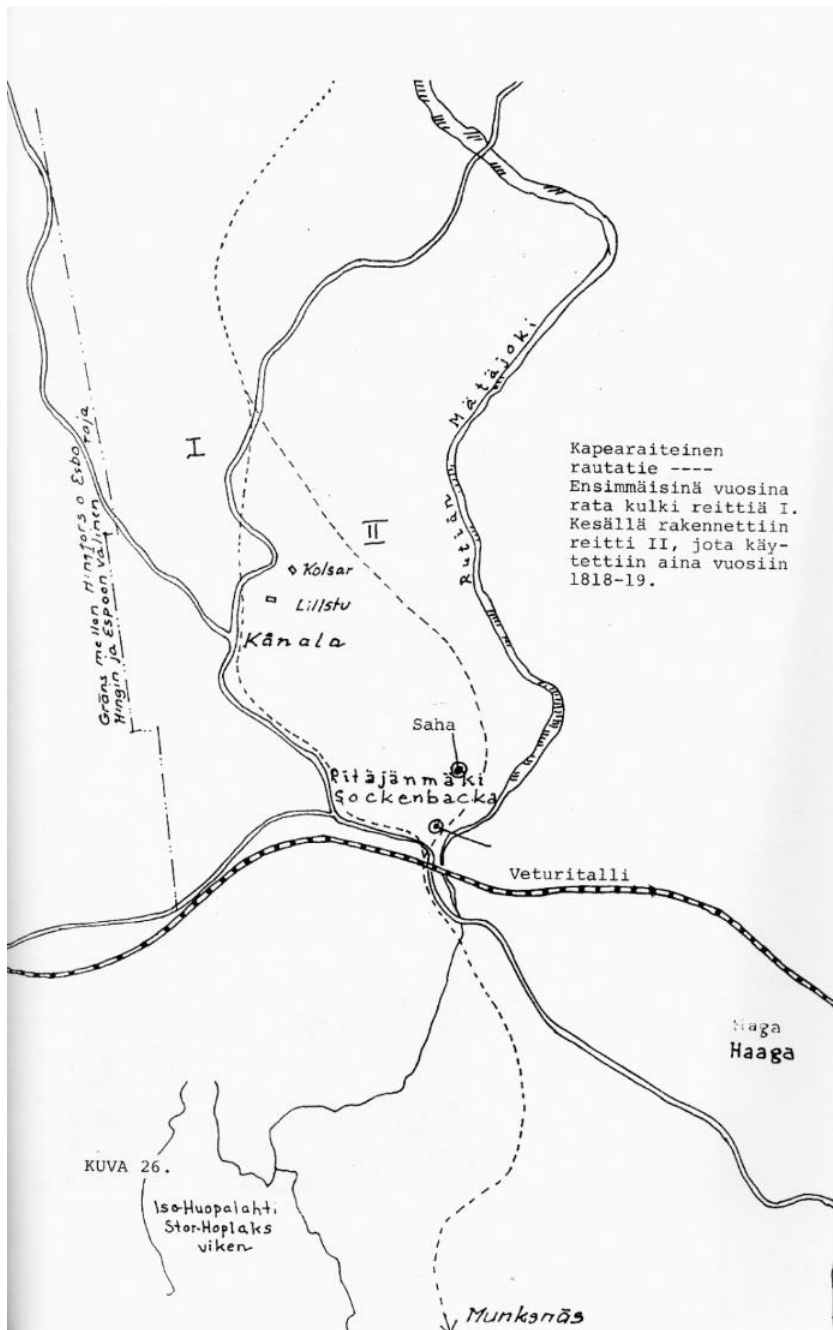 I
II
Rutiån Mätäjoki
Kapearaiteinen
rautatie ----
Ensimmäisinä vuosina
rata kulki reittiä I.
Kesällä rakennettiin
reitti II, jota käy-
tettiin aina vuosiin
1818-19.
Kolsar
Lillstu
Kånala
Gräns mellan H:nfors o Esbo raja
H:ngin ja Espoon välinen
Saha
Pitäjänmäki
Sockenbacka
Veturitalli
Haga
Haaga
KUVA 26.
Iso-Huopalahti
Stor-Hoplaks
viken
Munksnäs